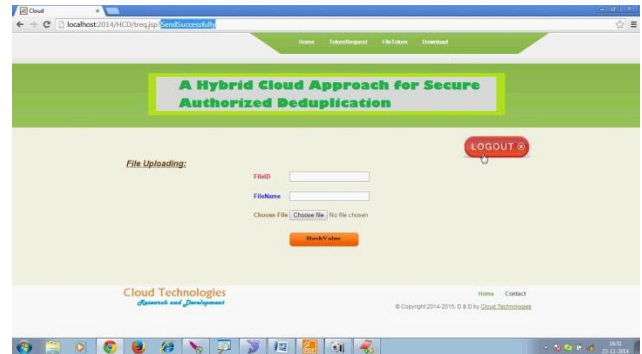 Cloud
localhost:2014/HCD/treq.jsp?SendSuccessfully
Home TokenRequest FileToken Download
A Hybrid Cloud Approach for Secure
Authorized Deduplication
LOGOUT
File Uploading:
FileID
FileName
Choose File Choose file No file chosen
HashValue
Cloud Technologies
Research and Development
Home Contact
© Copyright 2014-2015. D & D by Cloud Technologies
16:51